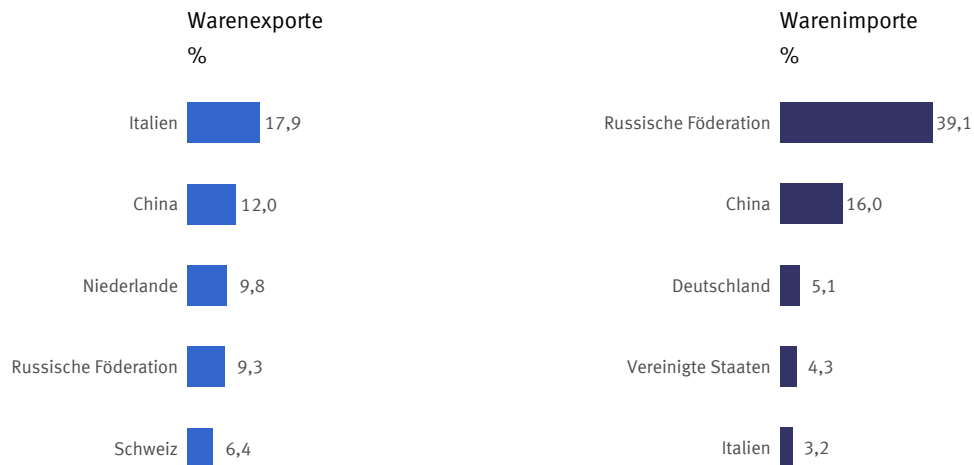 Warenexporte
%
Italien 17,9
China 12,0
Niederlande 9,8
Russische Föderation 9,3
Schweiz 6,4
Warenimporte
%
Russische Föderation 39,1
China 16,0
Deutschland 5,1
Vereinigte Staaten 4,3
Italien 3,2